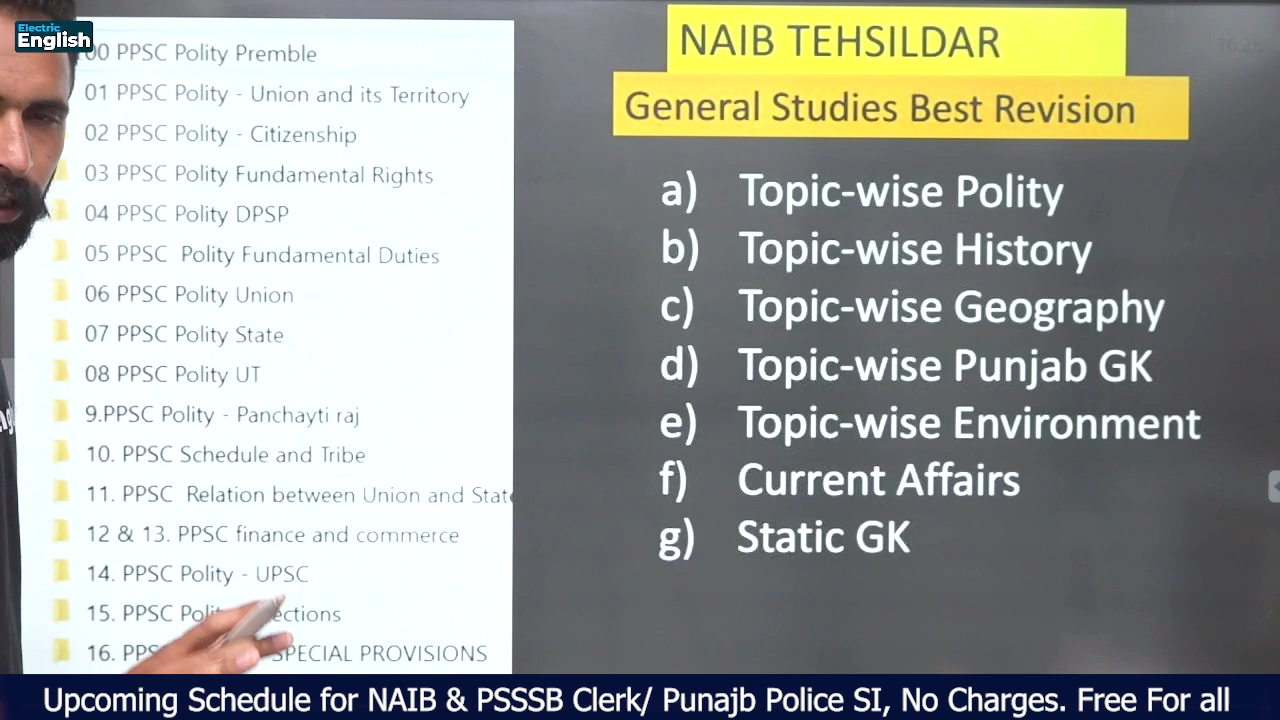 Electric
English
00 PPSC Polity Premble
01 PPSC Polity - Union and its Territory
02 PPSC Polity - Citizenship
03 PPSC Polity Fundamental Rights
04 PPSC Polity DPSP
05 PPSC Polity Fundamental Duties
06 PPSC Polity Union
07 PPSC Polity State
08 PPSC Polity UT
9.PPSC Polity - Panchayti raj
10. PPSC Schedule and Tribe
11. PPSC Relation between Union and State
12 & 13. PPSC finance and commerce
14. PPSC Polity - UPSC
15. PPSC
16. SPECIAL PROVISIONS
NAIB TEHSILDAR
16:26
General Studies Best Revision
a) Topic-wise Polity
b) Topic-wise History
c) Topic-wise Geography
d) Topic-wise Punjab GK
e) Topic-wise Environment
f) Current Affairs
g) Static GK
Upcoming Schedule for NAIB & PSSSB Clerk/ Punajb Police SI, No Charges. Free For all